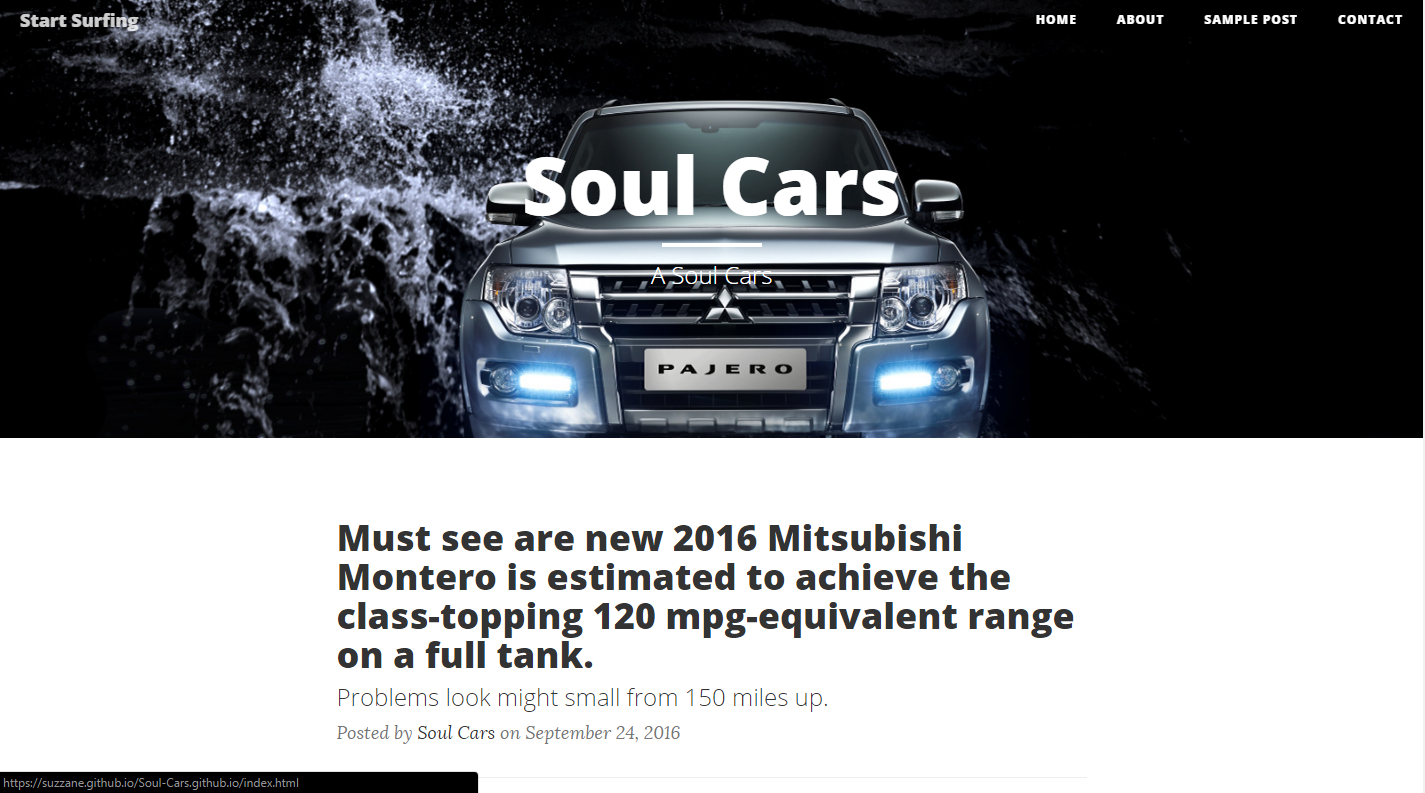 Start Surfing
HOME ABOUT SAMPLE POST CONTACT
Soul Cars
A Soul Cars
PAJERO
Must see are new 2016 Mitsubishi
Montero is estimated to achieve the
class-topping 120 mpg-equivalent range
on a full tank.
Problems look might small from 150 miles up.
Posted by Soul Cars on September 24, 2016
https://suzzane.github.io/Soul-Cars.github.io/index.html